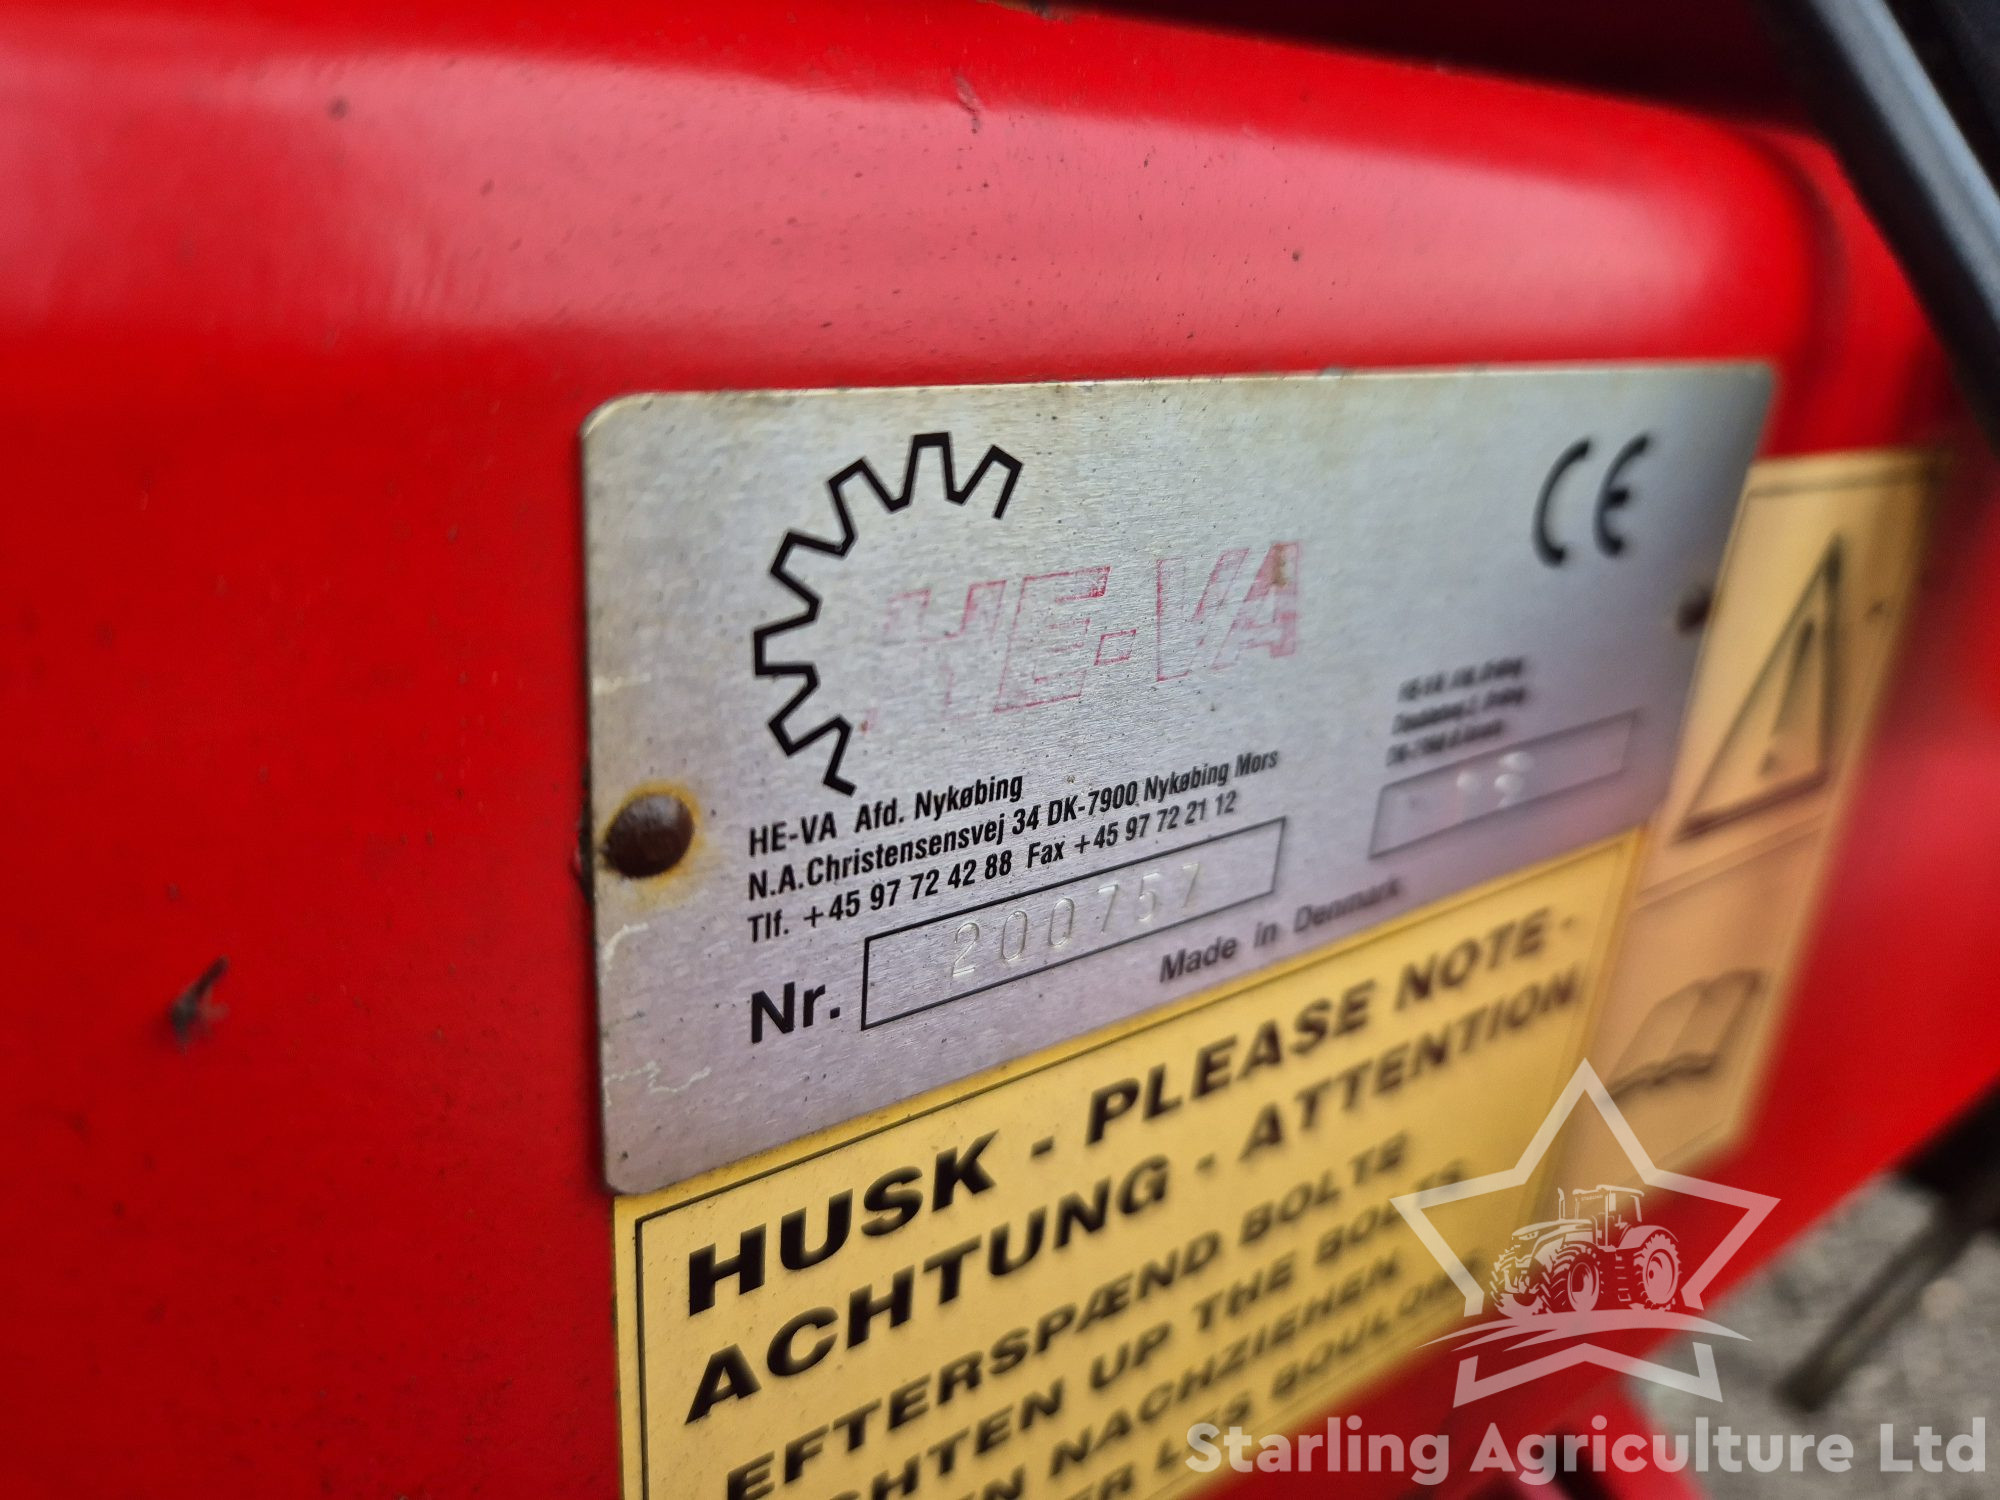 HE-VA
CE
HE-VA Afd. Nykøbing
N.A.Christensensvej 34 DK-7900 Nykøbing Mors
Tlf. +45 97 72 42 88 Fax +45 97 72 21 12
Nr. 200757
Made in Denmark
HUSK - PLEASE NOTE -
ACHTUNG - ATTENTION
EFTERSPÆND BOLTE
UP THE BOLTS
NACHZIEHEN
Starling Agriculture Ltd